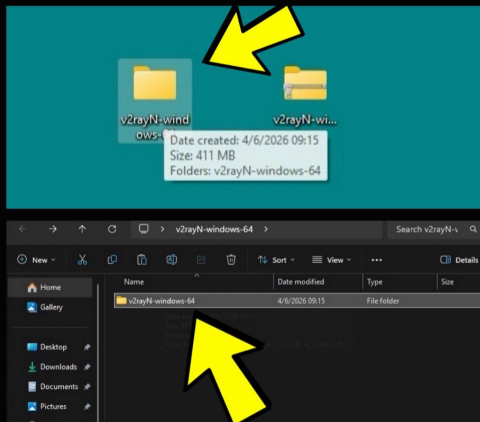 v2rayN-wind
ows-
v2rayN-wi...
Date created: 4/6/2026 09:15
Size: 411 MB
Folders: v2rayN-windows-64
v2rayN-windows-64
Search v2rayN-v
New
Sort
View
Details
Name
Date modified
Type
Size
Home
v2rayN-windows-64
4/6/2026 09:15
File folder
Gallery
Desktop
Downloads
Documents
Pictures